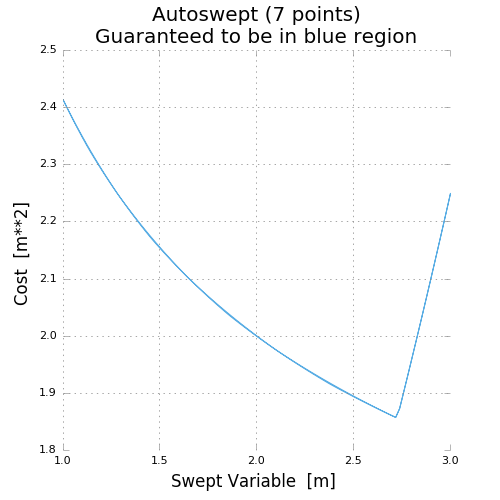 Autoswept (7 points)
Guaranteed to be in blue region
2.5
2.4
2.3
2.2
2.1
2.0
1.9
1.8
Cost [m**2]
1.0 1.5 2.0 2.5 3.0
Swept Variable [m]